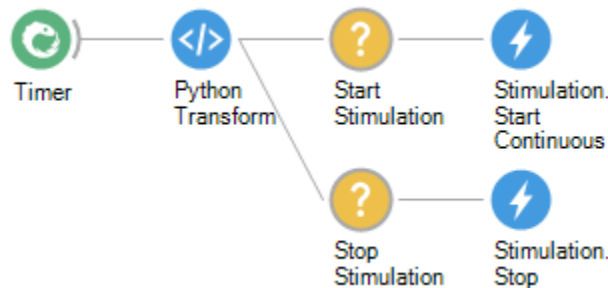 </>
?
Timer
Python
Transform
Start
Stimulation
Stimulation.
Start
Continuous
?
Stop
Stimulation
Stimulation.
Stop